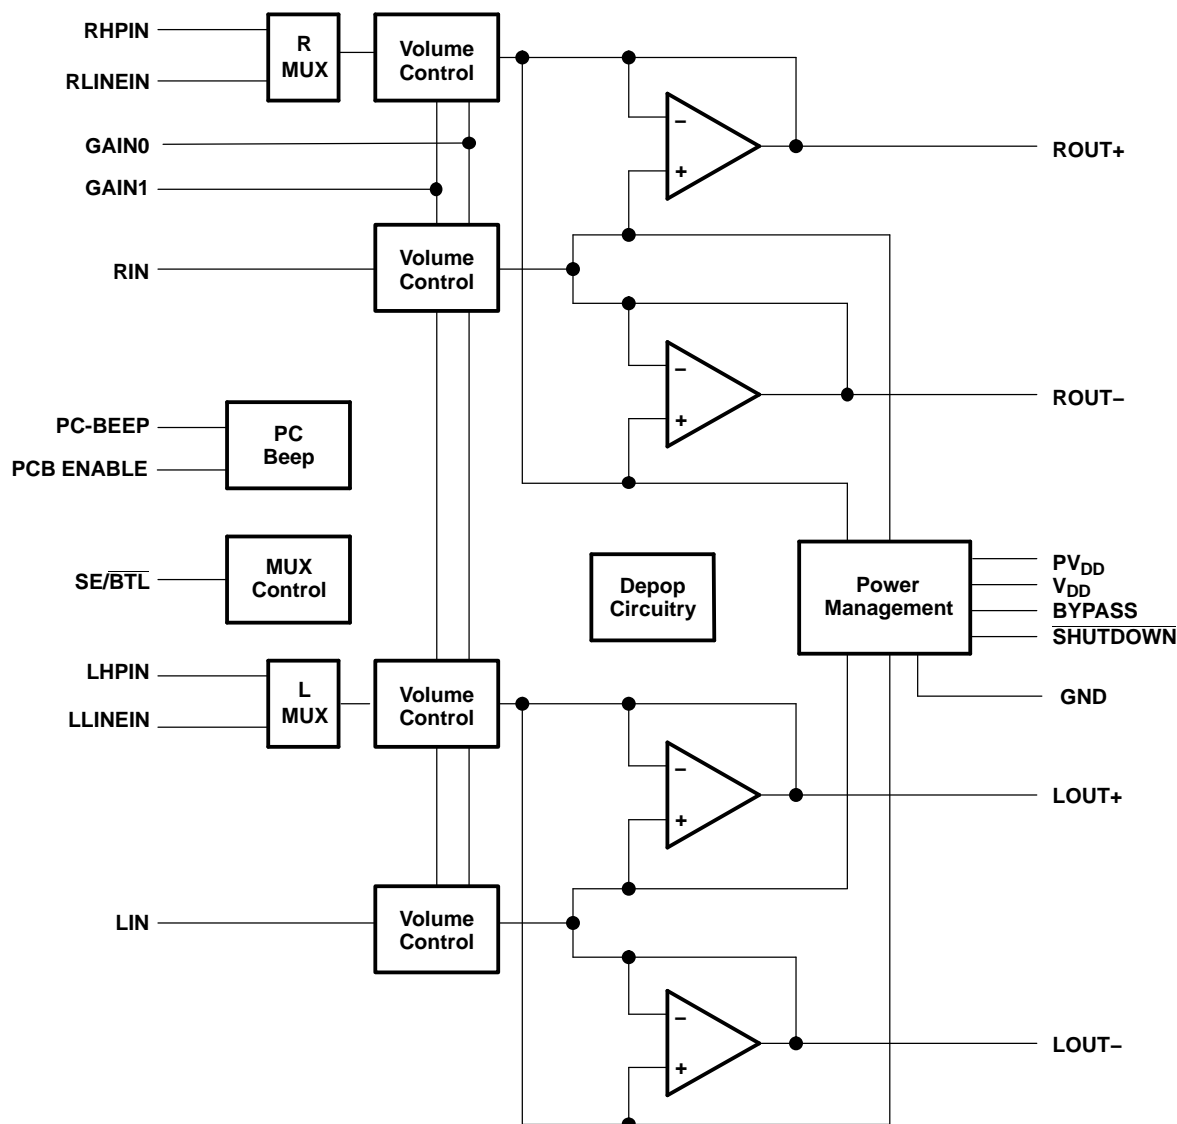 RHPIN
R
MUX
Volume
Control
RLINEIN
GAIN0
–
+
ROUT+
GAIN1
RIN
Volume
Control
–
+
ROUT–
PC-BEEP
PCB ENABLE
PC
Beep
SE/BTL
MUX
Control
Depop
Circuitry
Power
Management
PVDD
VDD
BYPASS
SHUTDOWN
GND
LHPIN
L
MUX
Volume
Control
LLINEIN
–
+
LOUT+
LIN
Volume
Control
–
+
LOUT–